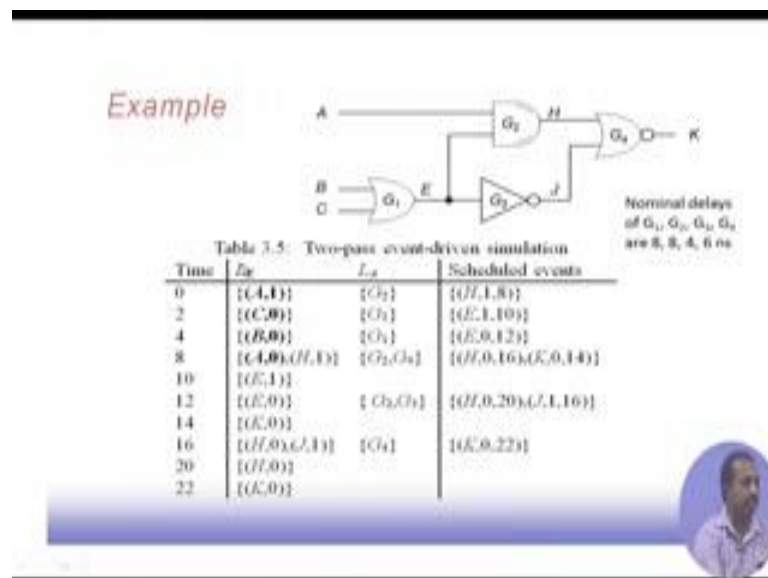 Example
A
G₂
H
G₄
K
B
C
G₁
E
G₃
J
Nominal delays
of G₁, G₂, G₃, G₄
are 8, 8, 4, 6 ns
Table 3.5: Two-pass event-driven simulation
Time L_E L_A Scheduled events
0 {(A,1)} {G₂} {(H,1,8)}
2 {(C,0)} {G₁} {(E,1,10)}
4 {(B,0)} {G₁} {(E,0,12)}
8 {(A,0),(H,1)} {G₂,G₄} {(H,0,16),(K,0,14)}
10 {(E,1)}
12 {(E,0)} {G₂,G₃} {(H,0,20),(J,1,16)}
14 {(K,0)}
16 {(H,0),(J,1)} {G₄} {(K,0,22)}
20 {(H,0)}
22 {(K,0)}